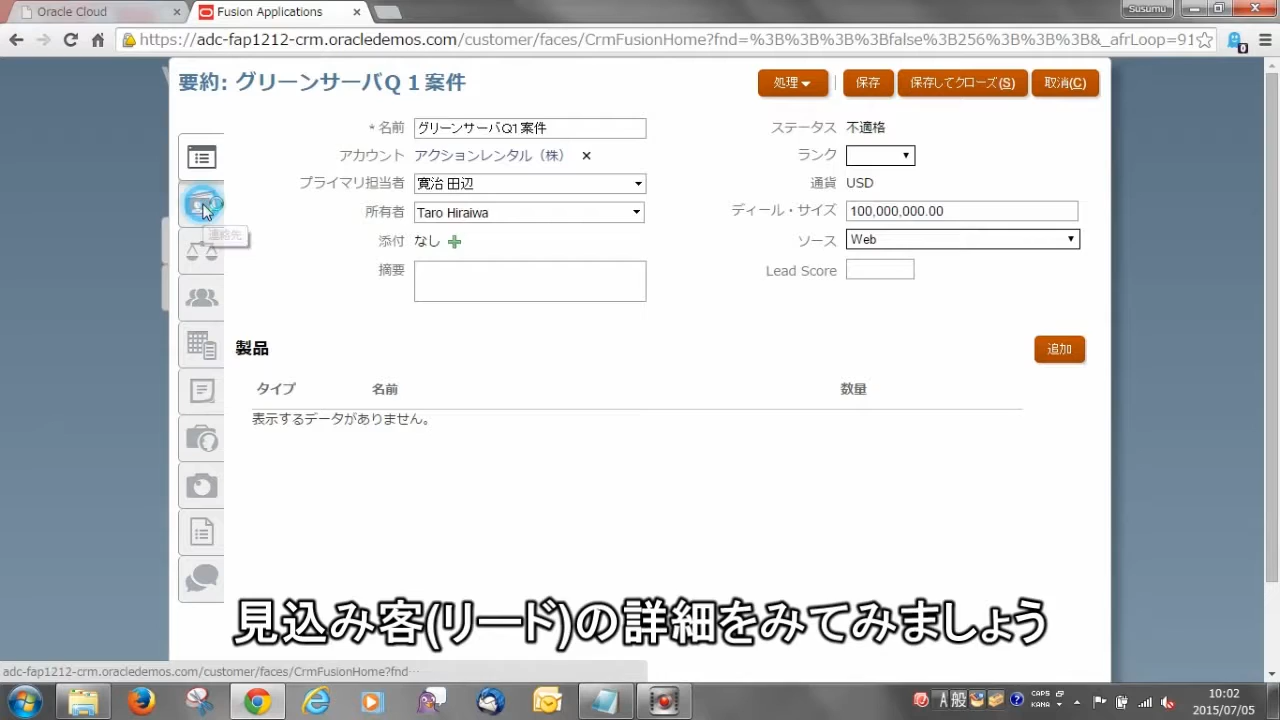 Oracle Cloud
Fusion Applications
Susumu
https://adc-fap1212-crm.oracledemos.com/customer/faces/CrmFusionHome?fnd=%3B%3B%3B%3Bfalse%3B256%3B%3B%3B&_afrLoop=91
要約: グリーンサーバQ１案件
処理
保存
保存してクローズ(S)
取消(C)
* 名前 グリーンサーバQ1案件
アカウント アクションレンタル（株）
プライマリ担当者 寛治 田辺
所有者 Taro Hiraiwa
添付 なし
摘要
ステータス 不適格
ランク
通貨 USD
ディール・サイズ 100,000,000.00
ソース Web
Lead Score
連絡先
製品
追加
タイプ 名前 数量
表示するデータがありません。
見込み客(リード)の詳細をみてみましょう
adc-fap1212-crm.oracledemos.com/customer/faces/CrmFusionHome?fnd…
A 般
CAPS
KANA
10:02
2015/07/05